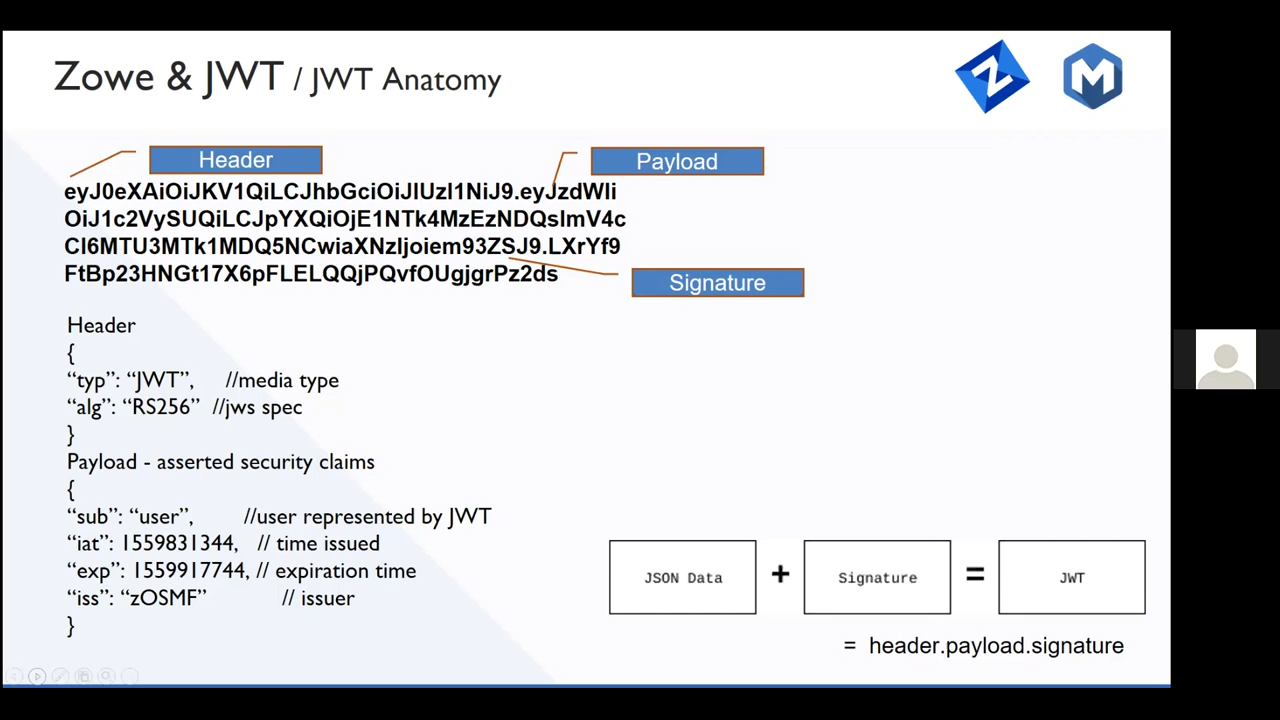 Zowe & JWT / JWT Anatomy
Header
Payload
eyJ0eXAiOiJKV1QiLCJhbGciOiJIUzI1NiJ9.eyJzdWIi
OiJ1c2VySUQiLCJpYXQiOjE1NTk4MzEzNDQsImV4c
CI6MTU3MTk1MDQ5NCwiaXNzIjoiem93ZSJ9.LXrYf9
FtBp23HNGt17X6pFLELQQjPQvfOUgjgrPz2ds
Signature
Header
{
“typ”: “JWT”, //media type
“alg”: “RS256” //jws spec
}
Payload - asserted security claims
{
“sub”: “user”, //user represented by JWT
“iat”: 1559831344, // time issued
“exp”: 1559917744, // expiration time
“iss”: “zOSMF” // issuer
}
JSON Data + Signature = JWT
= header.payload.signature